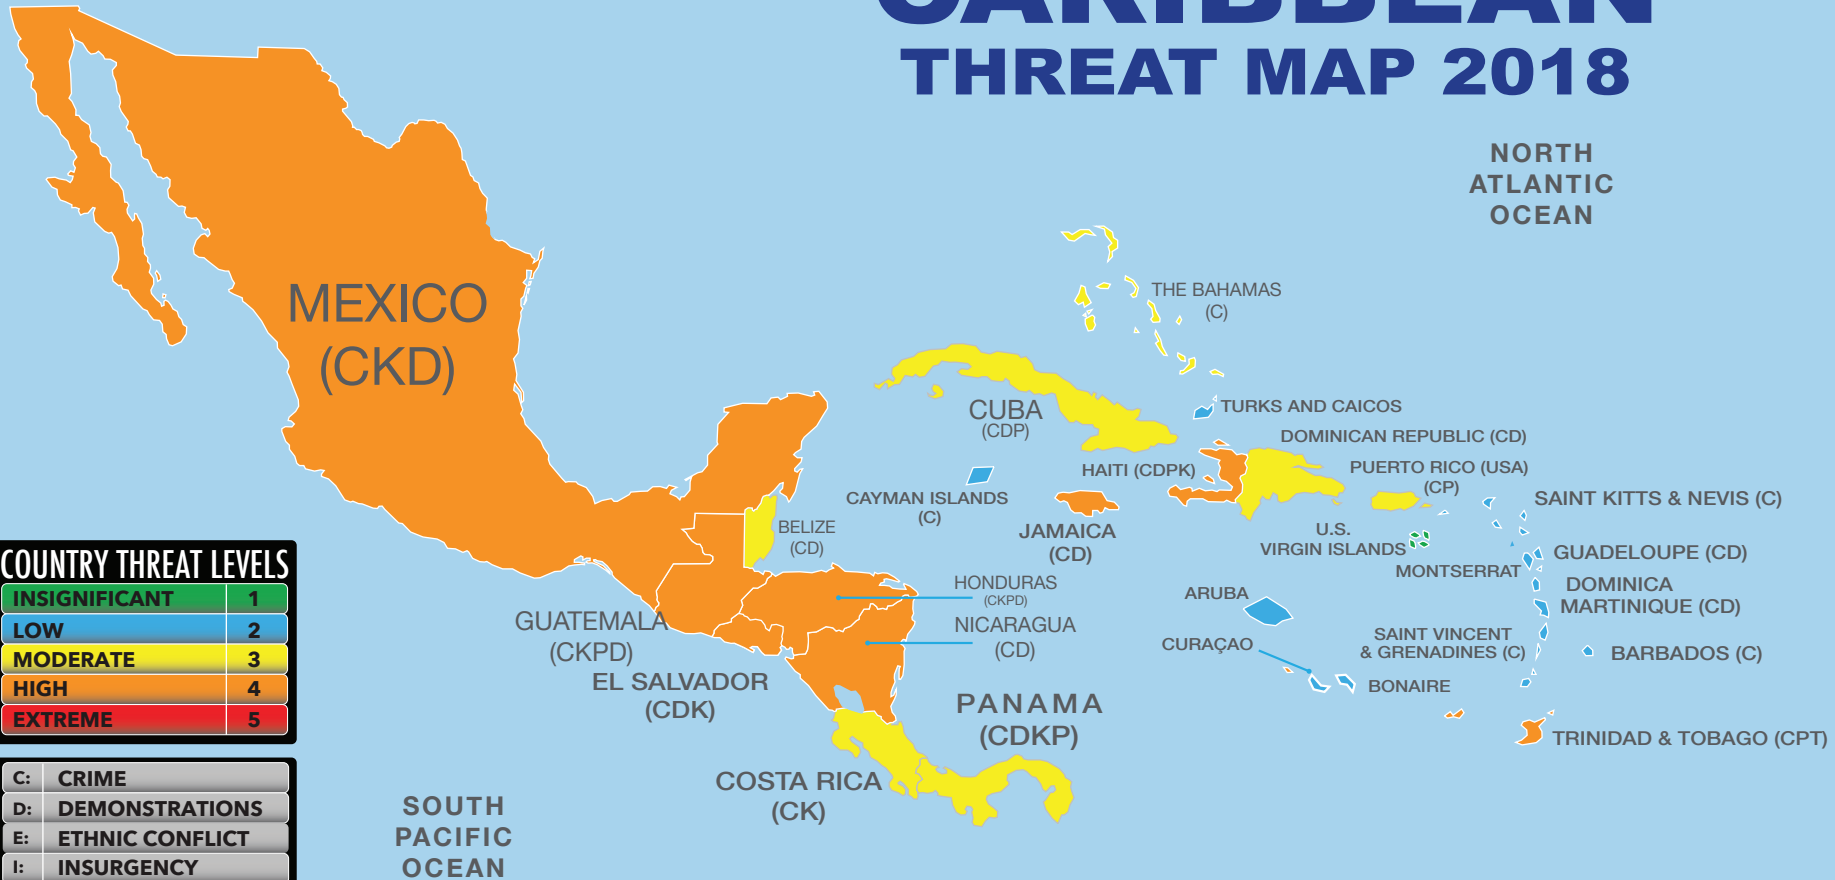 CARIBBEAN
THREAT MAP 2018
NORTH
ATLANTIC
OCEAN
MEXICO
(CKD)
THE BAHAMAS
(C)
CUBA
(CDP)
TURKS AND CAICOS
DOMINICAN REPUBLIC (CD)
HAITI (CDPK)
PUERTO RICO (USA)
(CP)
CAYMAN ISLANDS
(C)
SAINT KITTS & NEVIS (C)
JAMAICA
(CD)
BELIZE
(CD)
U.S.
VIRGIN ISLANDS
GUADELOUPE (CD)
MONTSERRAT
DOMINICA
MARTINIQUE (CD)
HONDURAS
(CKPD)
ARUBA
NICARAGUA
(CD)
GUATEMALA
(CKPD)
CURAÇAO
SAINT VINCENT
& GRENADINES (C)
BARBADOS (C)
EL SALVADOR
(CDK)
BONAIRE
PANAMA
(CDKP)
TRINIDAD & TOBAGO (CPT)
COSTA RICA
(CK)
SOUTH
PACIFIC
OCEAN
COUNTRY THREAT LEVELS
INSIGNIFICANT 1
LOW 2
MODERATE 3
HIGH 4
EXTREME 5
C: CRIME
D: DEMONSTRATIONS
E: ETHNIC CONFLICT
I: INSURGENCY